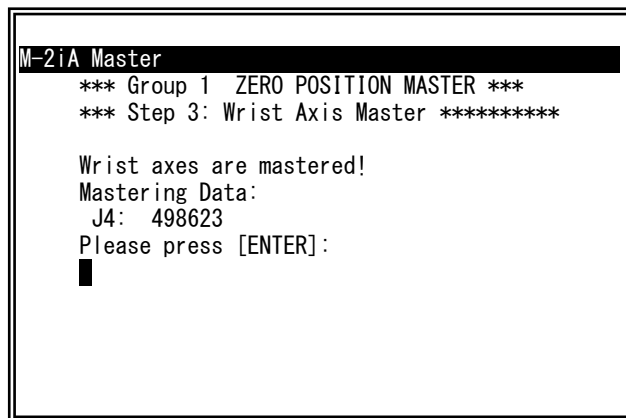 M-2iA Master
*** Group 1 ZERO POSITION MASTER ***
*** Step 3: Wrist Axis Master **********
Wrist axes are mastered!
Mastering Data:
J4: 498623
Please press [ENTER]: